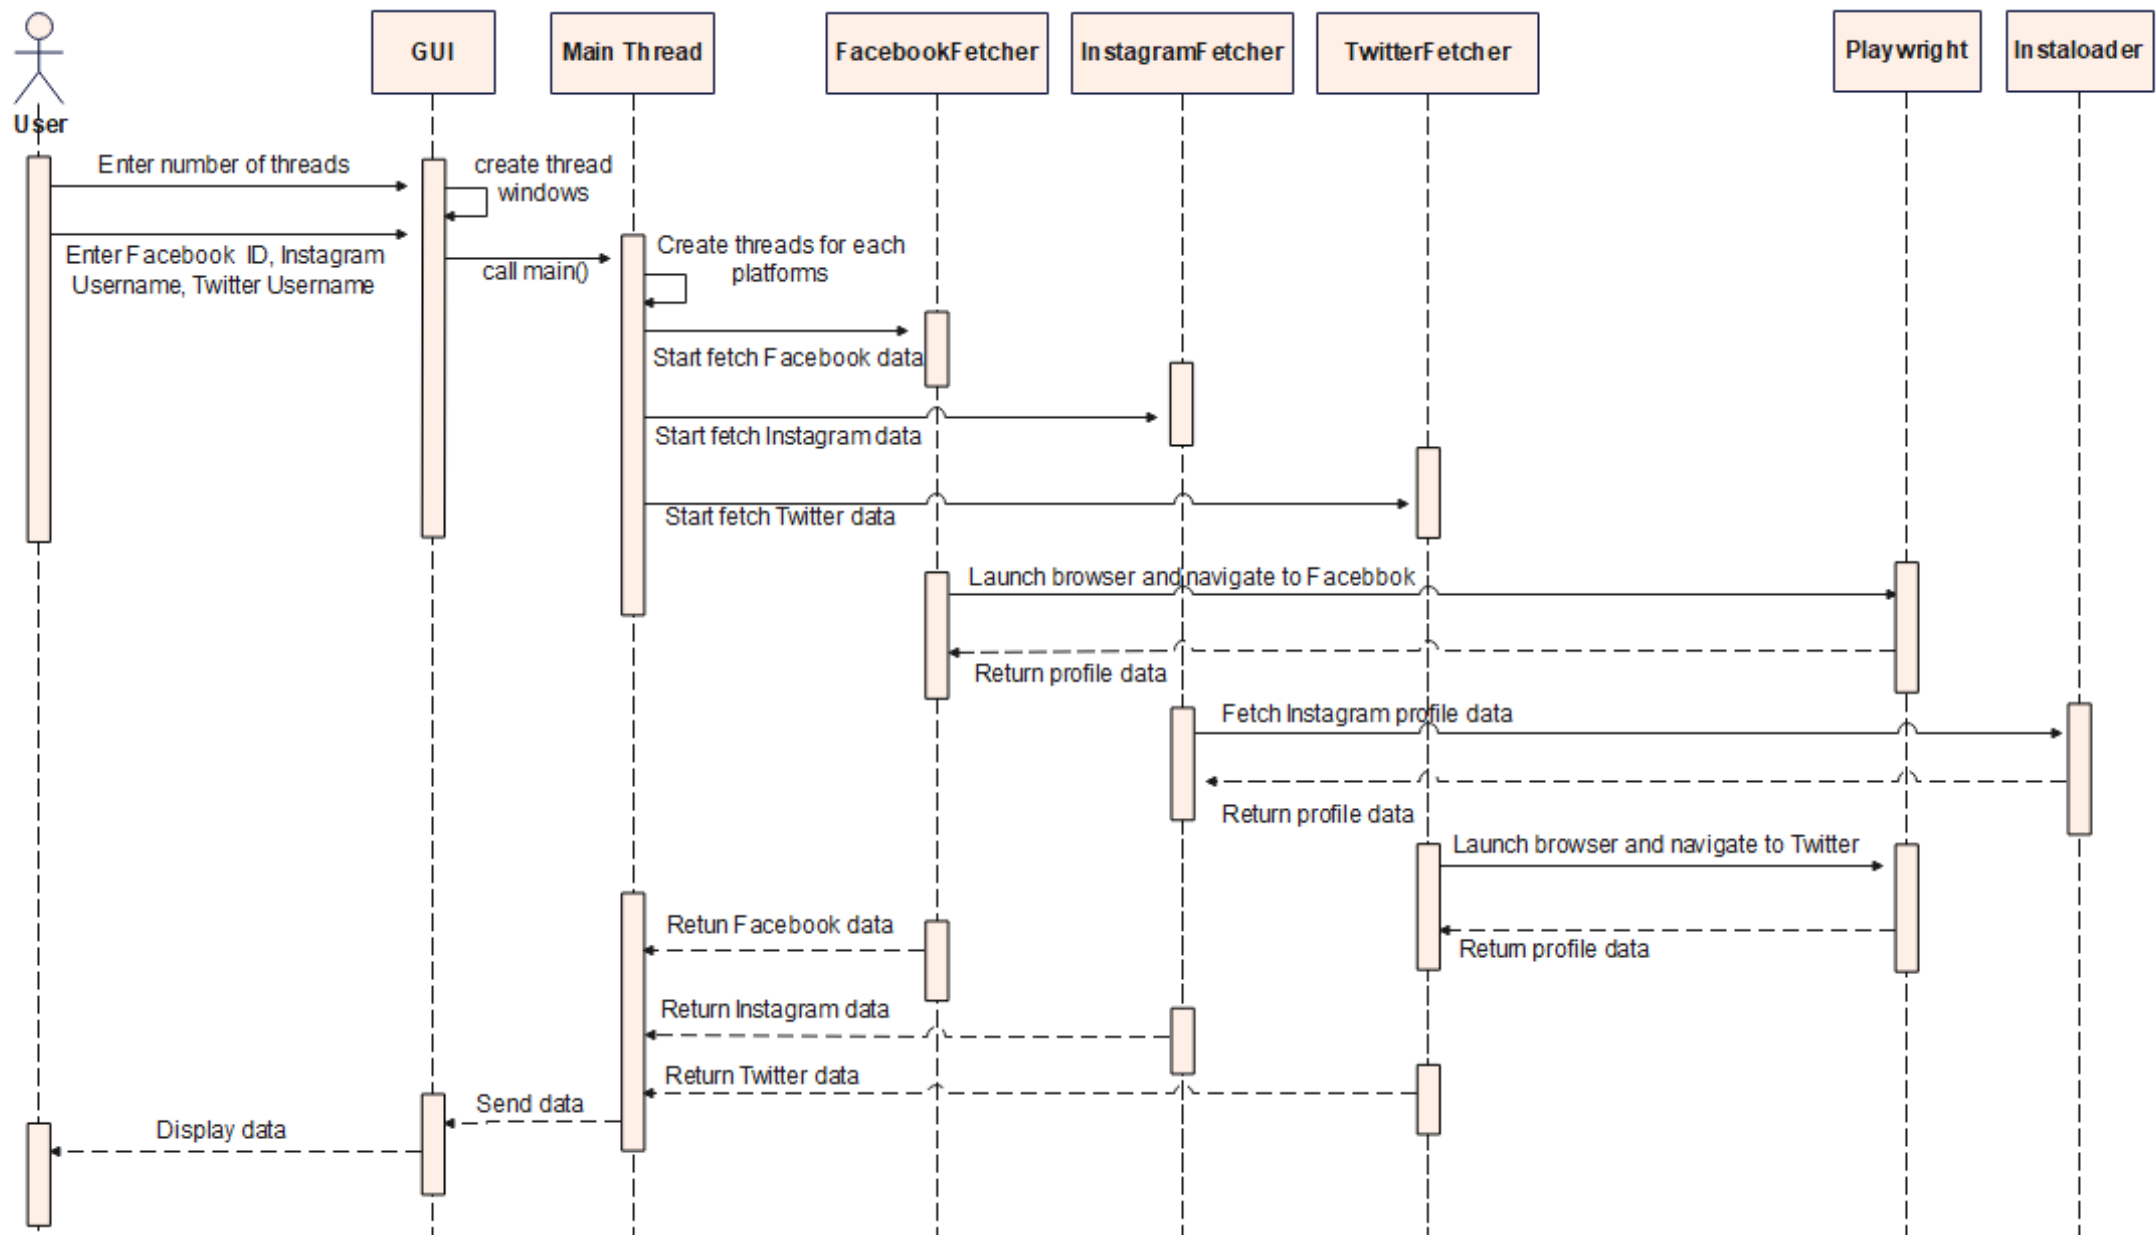 GUI
Main Thread
FacebookFetcher
InstagramFetcher
TwitterFetcher
Playwright
Instaloader
User
Enter number of threads
create thread
windows
Enter Facebook ID, Instagram
Username, Twitter Username
call main()
Create threads for each
platforms
Start fetch Facebook data
Start fetch Instagram data
Start fetch Twitter data
Launch browser and navigate to Facebbok
Return profile data
Fetch Instagram profile data
Return profile data
Launch browser and navigate to Twitter
Retun Facebook data
Return profile data
Return Instagram data
Return Twitter data
Send data
Display data